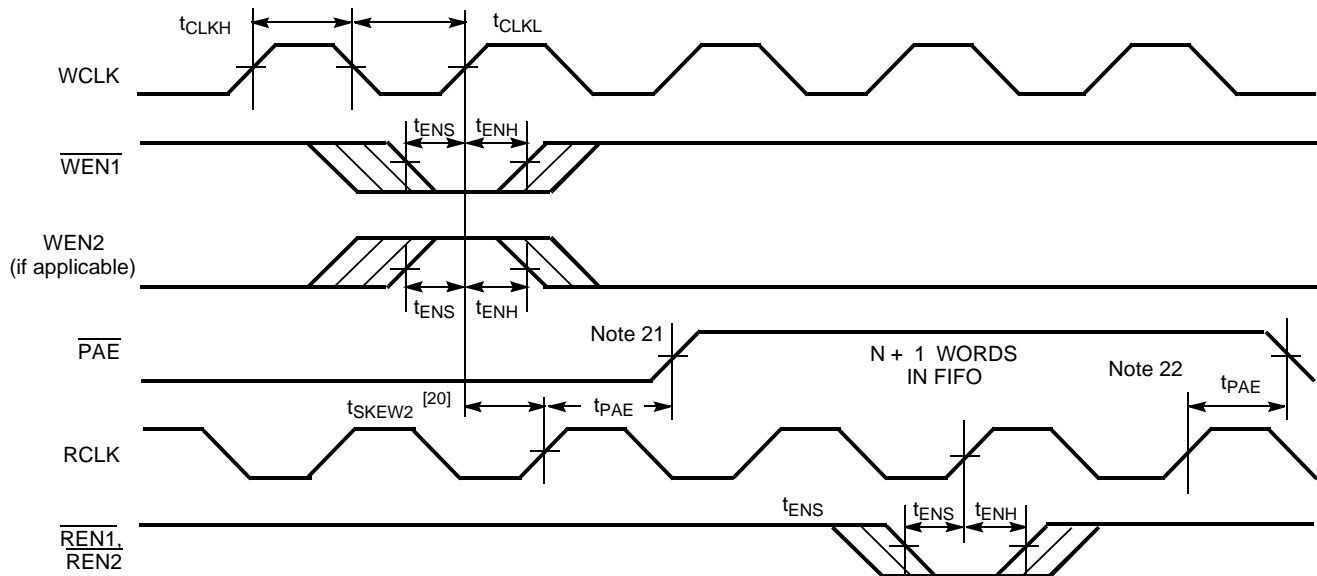 tCLKH
tCLKL
WCLK
tENS tENH
WEN1
WEN2
(if applicable)
tENS tENH
Note 21
PAE
N + 1 WORDS
IN FIFO
Note 22
tPAE
tSKEW2 [20]
tPAE
RCLK
tENS
tENS tENH
REN1,
REN2